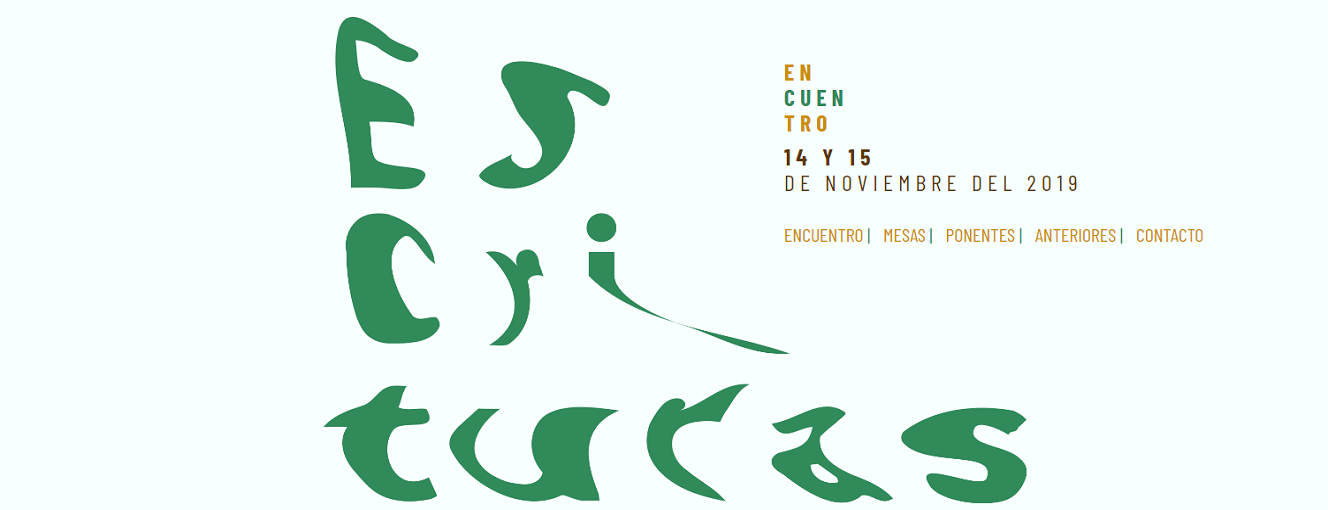 Es
Cri
turas
EN
CUEN
TRO
14 Y 15
DE NOVIEMBRE DEL 2019
ENCUENTRO | MESAS | PONENTES | ANTERIORES | CONTACTO